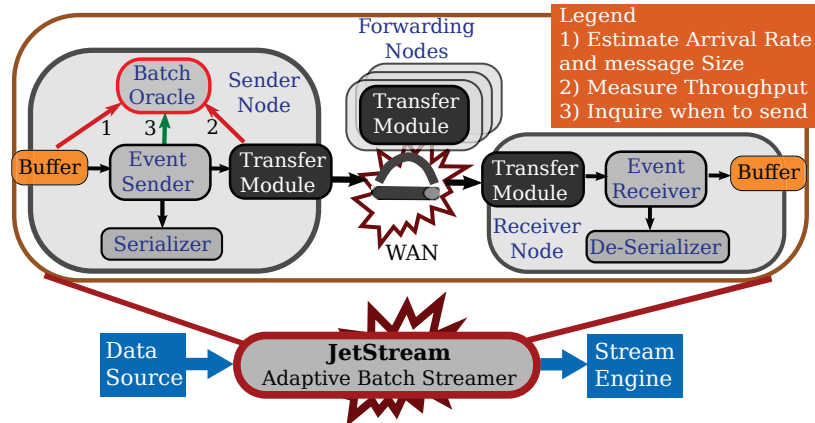 Legend
1) Estimate Arrival Rate
and message Size
2) Measure Throughput
3) Inquire when to send
Forwarding
Nodes
Batch
Oracle
Sender
Node
Transfer
Module
1
3
2
Buffer
Event
Sender
Transfer
Module
Transfer
Module
Event
Receiver
Buffer
Serializer
WAN
Receiver
Node
De-Serializer
Data
Source
JetStream
Adaptive Batch Streamer
Stream
Engine